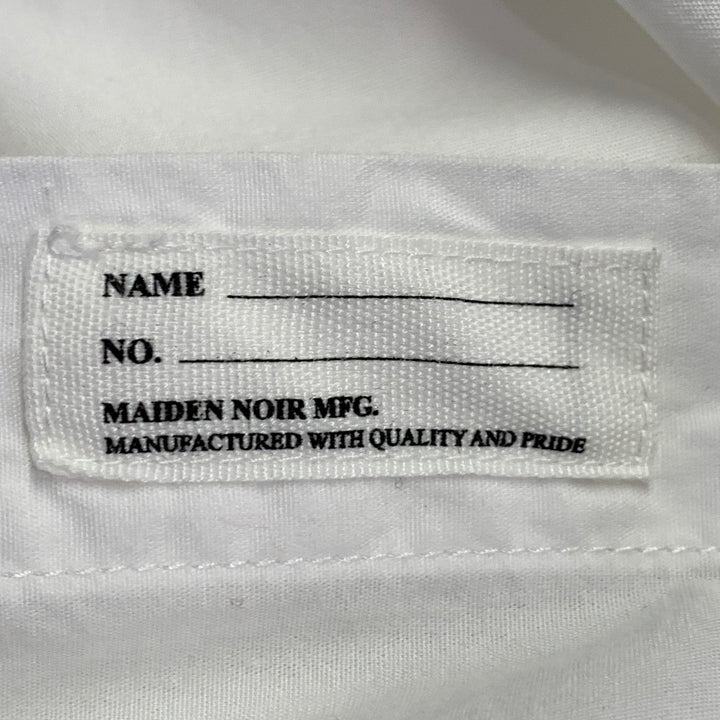 NAME
NO.
MAIDEN NOIR MFG.
MANUFACTURED WITH QUALITY AND PRIDE